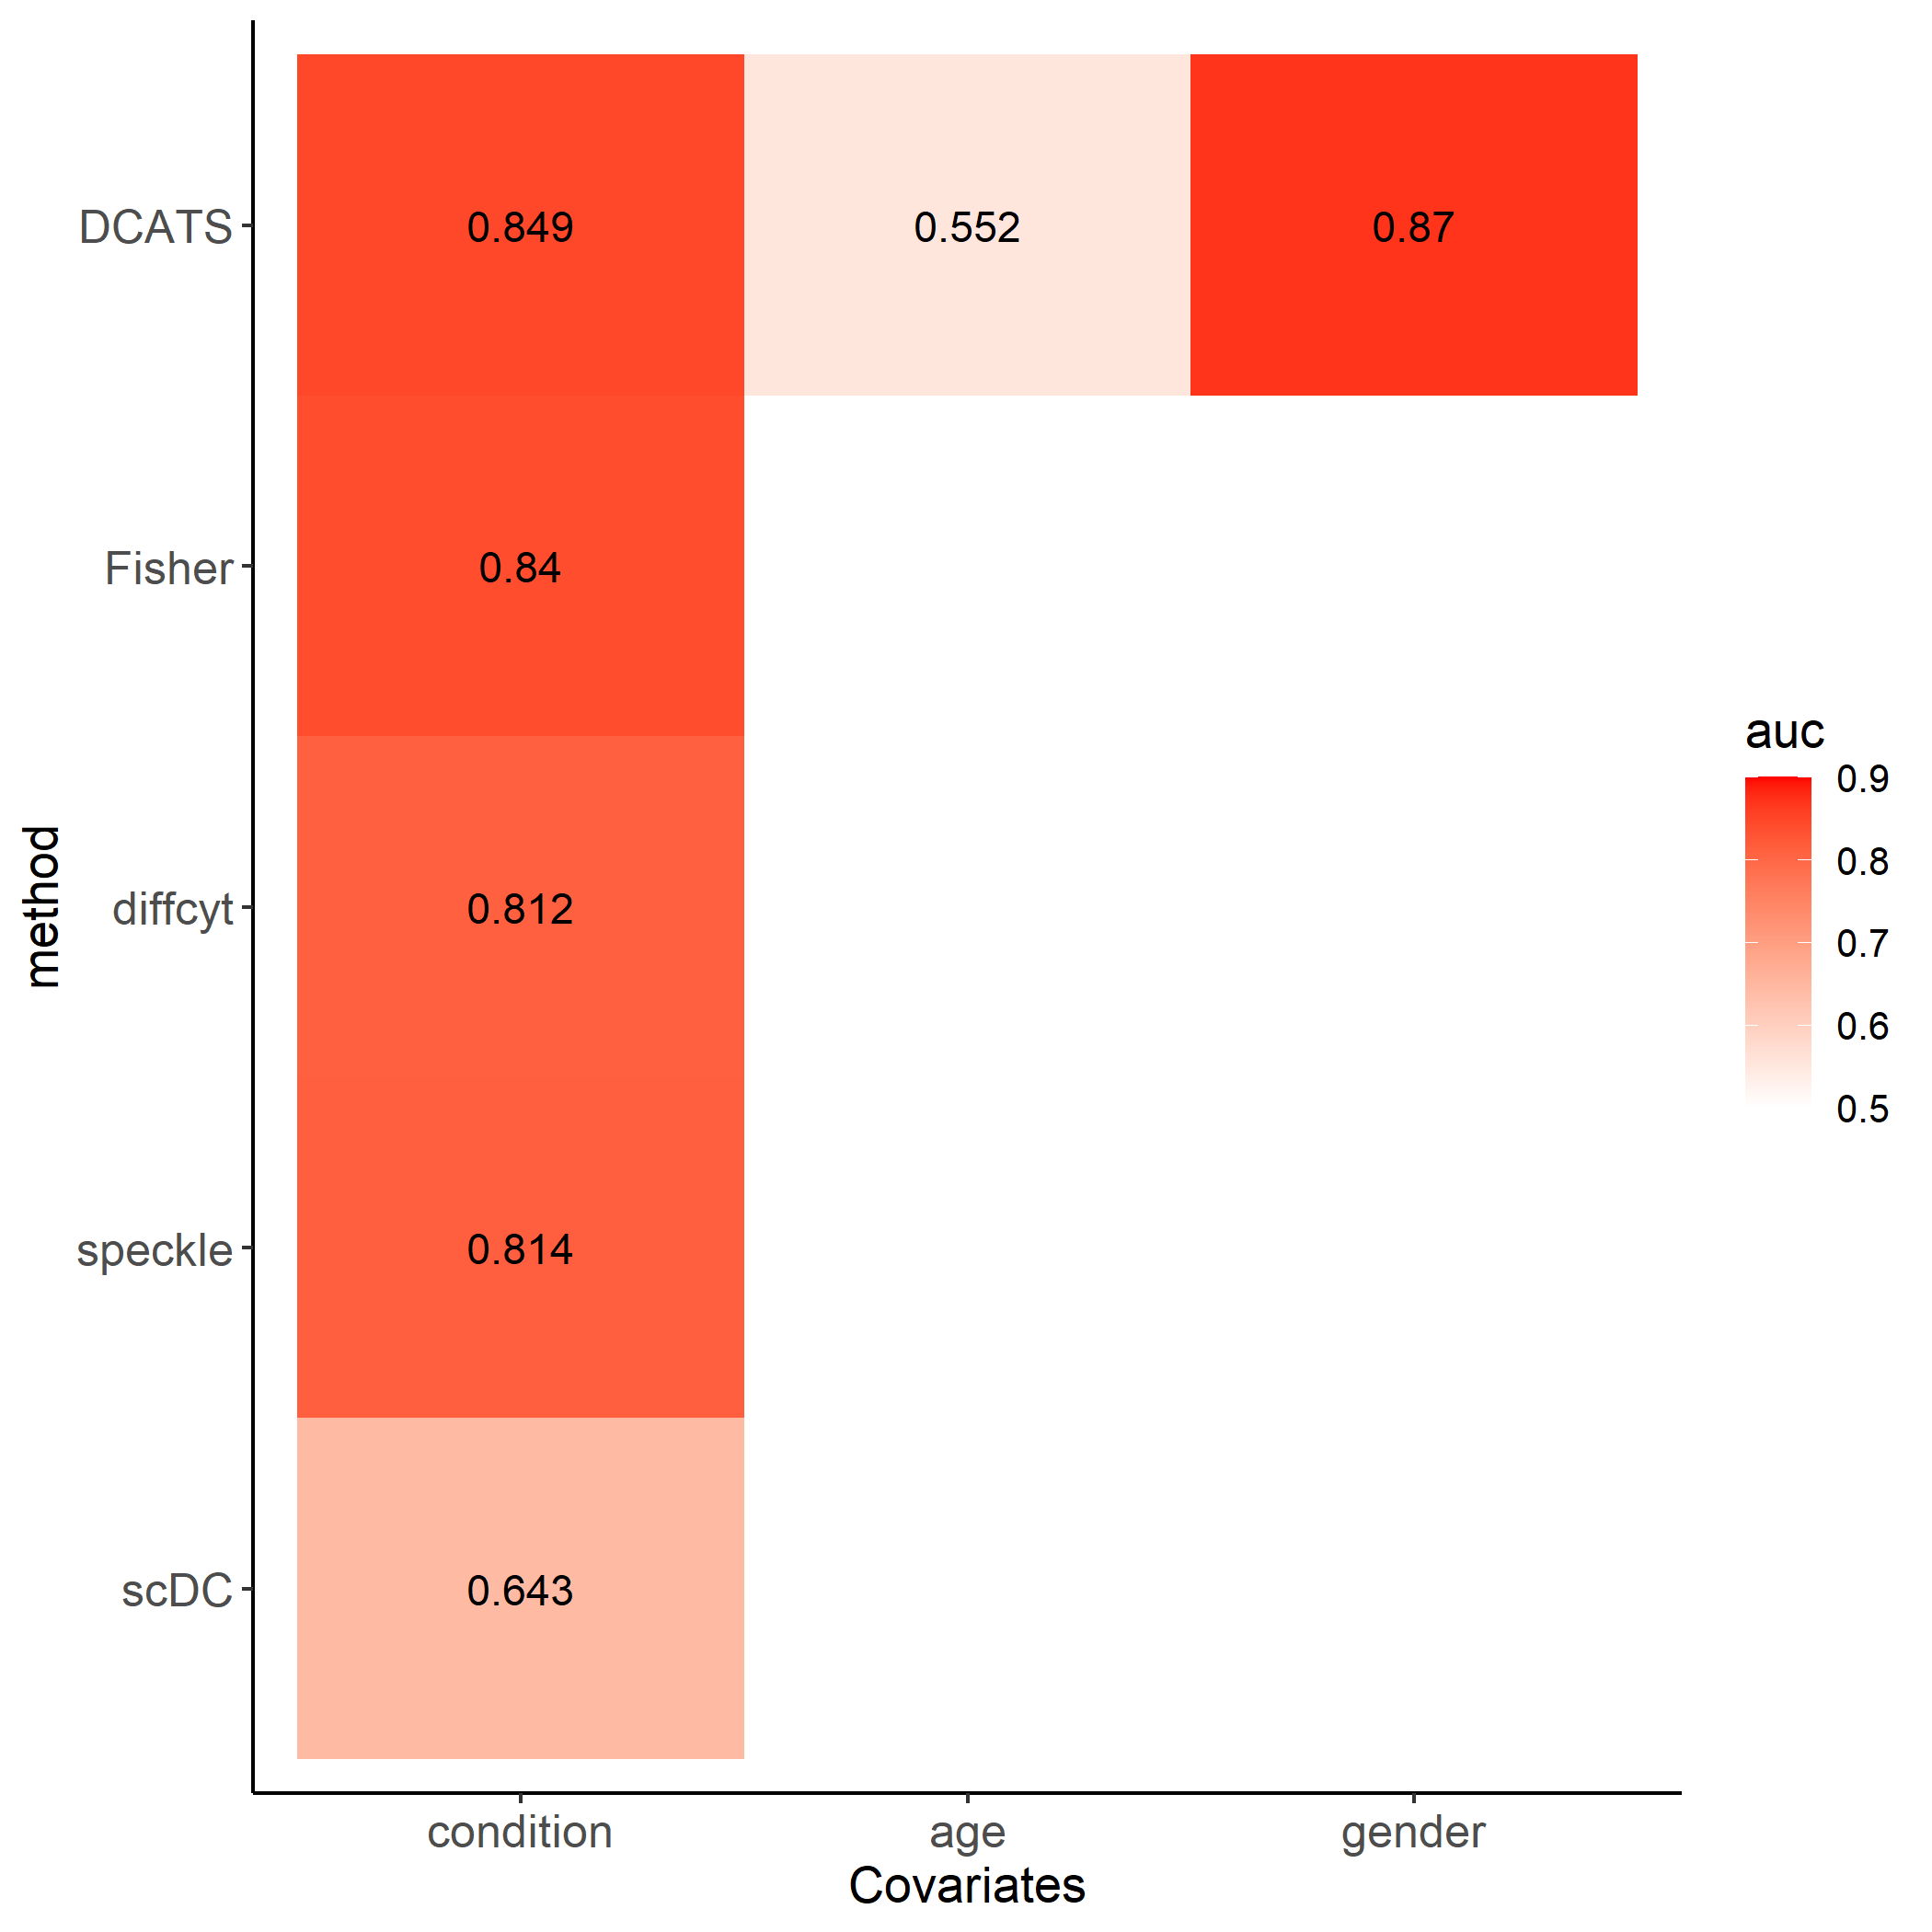 DCATS
0.849
0.552
0.87
Fisher
0.84
diffcyt
0.812
speckle
0.814
scDC
0.643
method
condition
age
gender
Covariates
auc
0.9
0.8
0.7
0.6
0.5